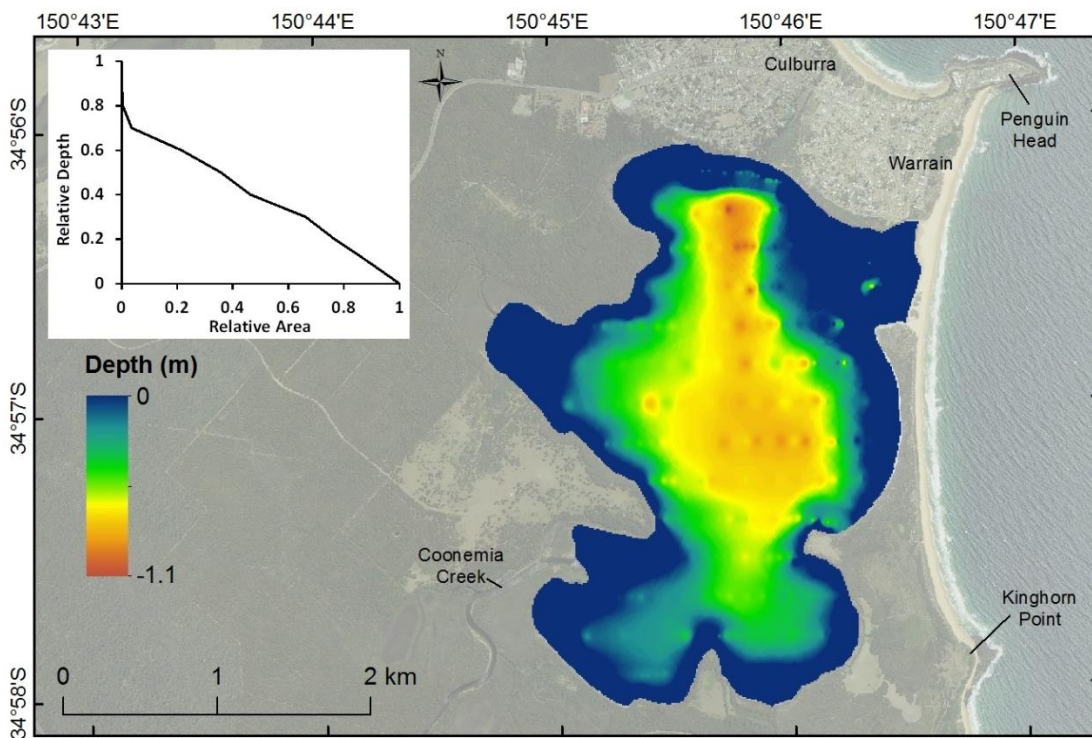 150°43'E 150°44'E 150°45'E 150°46'E 150°47'E
34°56'S
34°57'S
34°58'S
1
0.8
0.6
0.4
0.2
0
Relative Depth
0 0.2 0.4 0.6 0.8 1
Relative Area
N
Culburra
Penguin
Head
Warrain
Depth (m)
0
-1.1
Coonemia
Creek
Kinghorn
Point
0 1 2 km